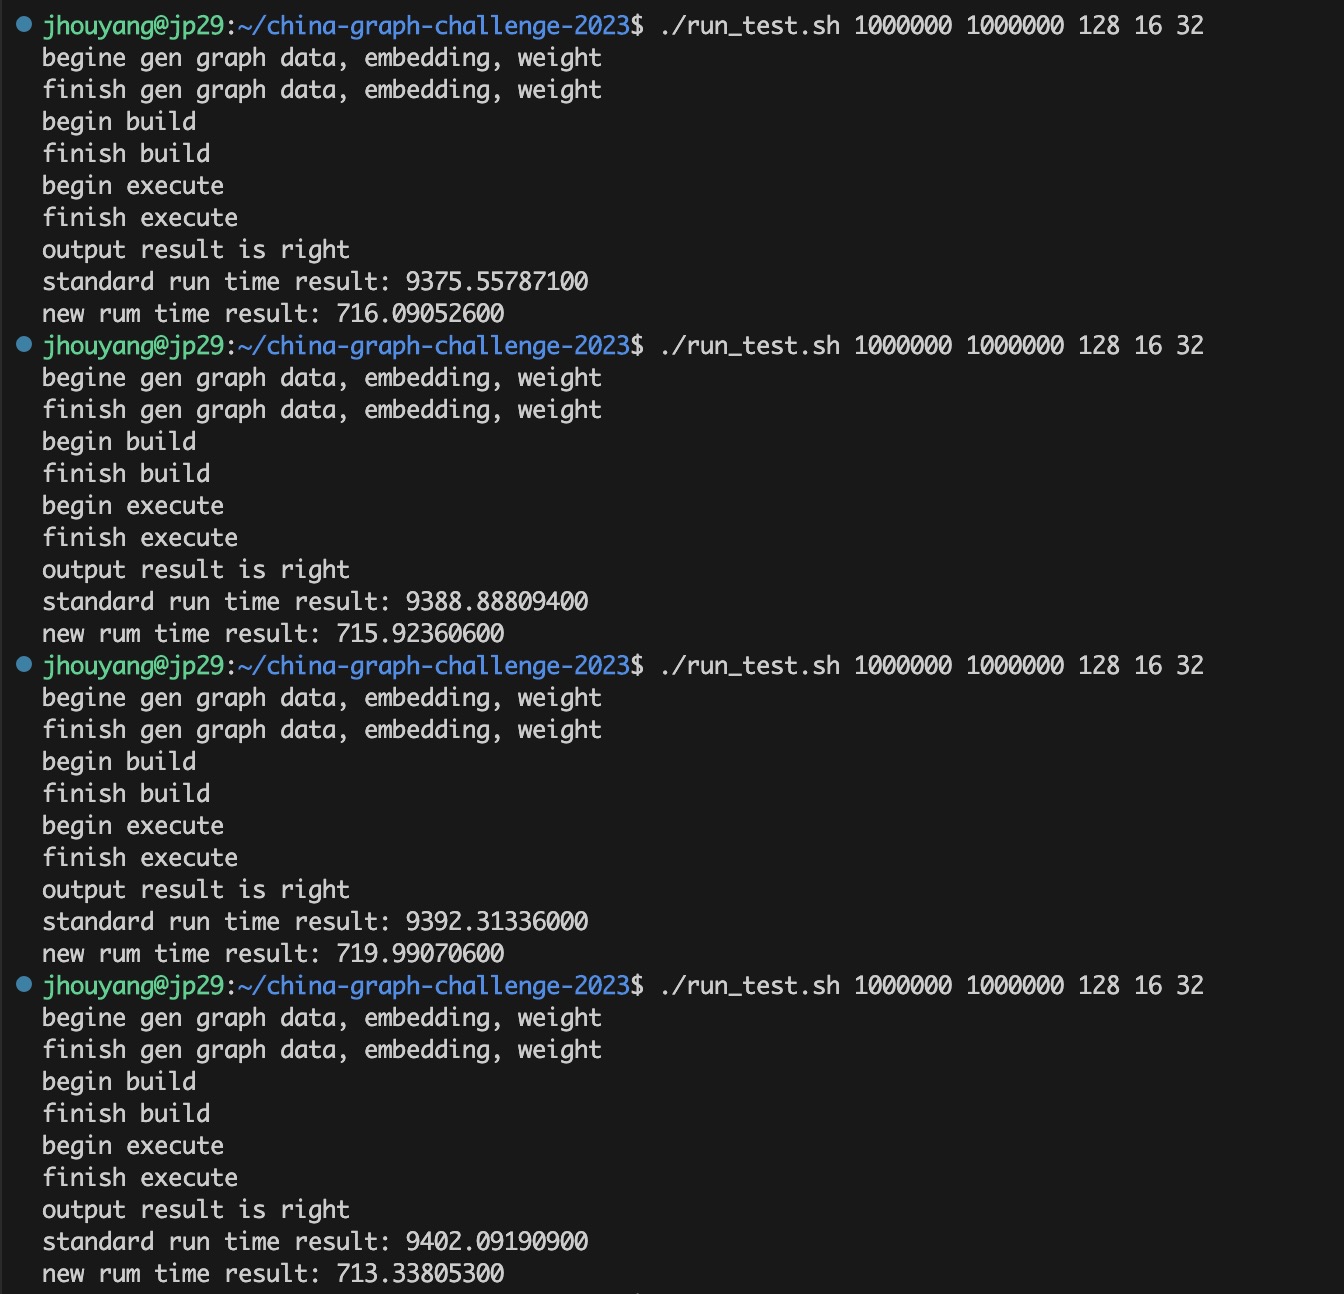 jhouyang@jp29:~/china-graph-challenge-2023$ ./run_test.sh 1000000 1000000 128 16 32
begine gen graph data, embedding, weight
finish gen graph data, embedding, weight
begin build
finish build
begin execute
finish execute
output result is right
standard run time result: 9375.55787100
new rum time result: 716.09052600
jhouyang@jp29:~/china-graph-challenge-2023$ ./run_test.sh 1000000 1000000 128 16 32
begine gen graph data, embedding, weight
finish gen graph data, embedding, weight
begin build
finish build
begin execute
finish execute
output result is right
standard run time result: 9388.88809400
new rum time result: 715.92360600
jhouyang@jp29:~/china-graph-challenge-2023$ ./run_test.sh 1000000 1000000 128 16 32
begine gen graph data, embedding, weight
finish gen graph data, embedding, weight
begin build
finish build
begin execute
finish execute
output result is right
standard run time result: 9392.31336000
new rum time result: 719.99070600
jhouyang@jp29:~/china-graph-challenge-2023$ ./run_test.sh 1000000 1000000 128 16 32
begine gen graph data, embedding, weight
finish gen graph data, embedding, weight
begin build
finish build
begin execute
finish execute
output result is right
standard run time result: 9402.09190900
new rum time result: 713.33805300